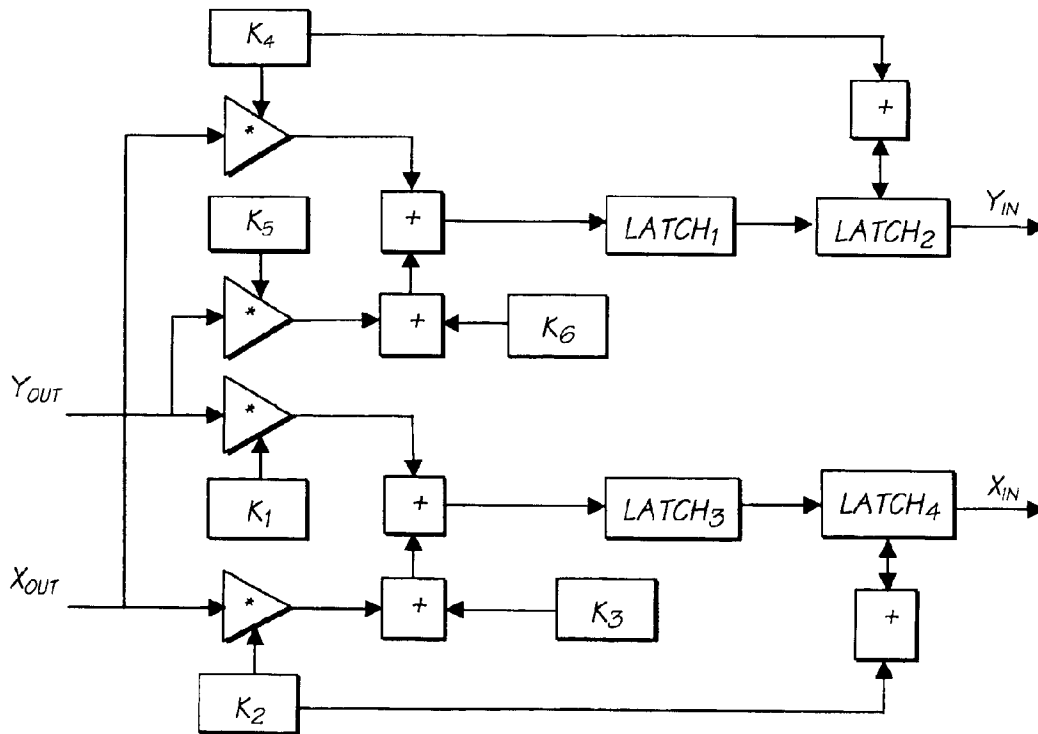 K4
*
+
K5
+
LATCH1
LATCH2
YIN
*
+
K6
YOUT
*
K1
+
LATCH3
LATCH4
XIN
XOUT
*
+
K3
+
K2